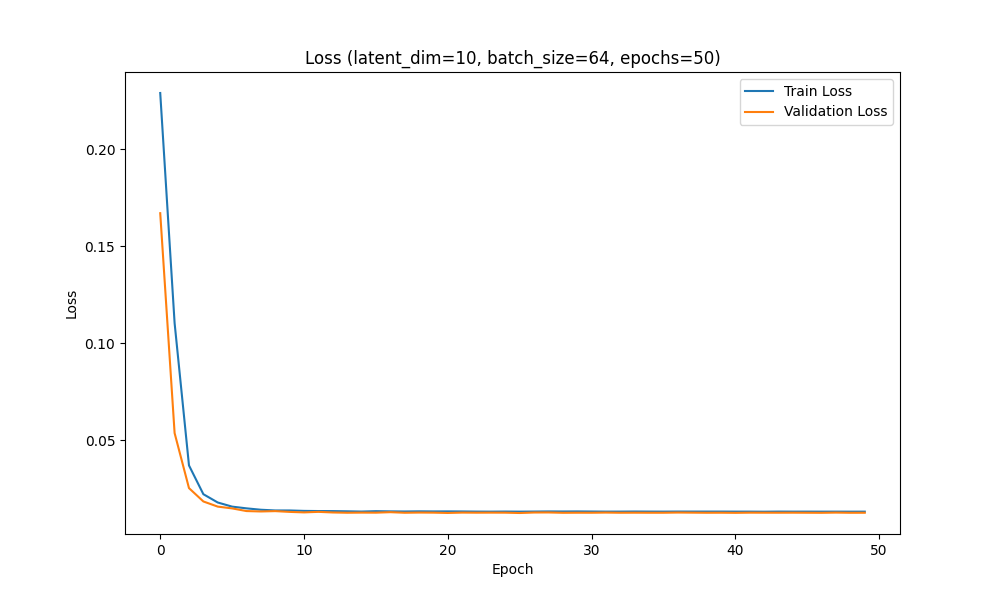 Loss (latent_dim=10, batch_size=64, epochs=50)
Train Loss
Validation Loss
0.20
0.15
0.10
0.05
Loss
0 10 20 30 40 50
Epoch